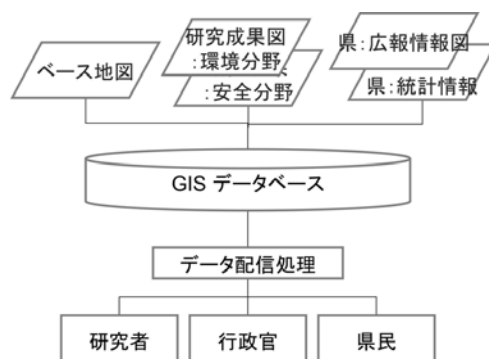 ベース地図
研究成果図
：環境分野
：安全分野
県：広報情報図
県：統計情報
GIS データベース
データ配信処理
研究者
行政官
県民